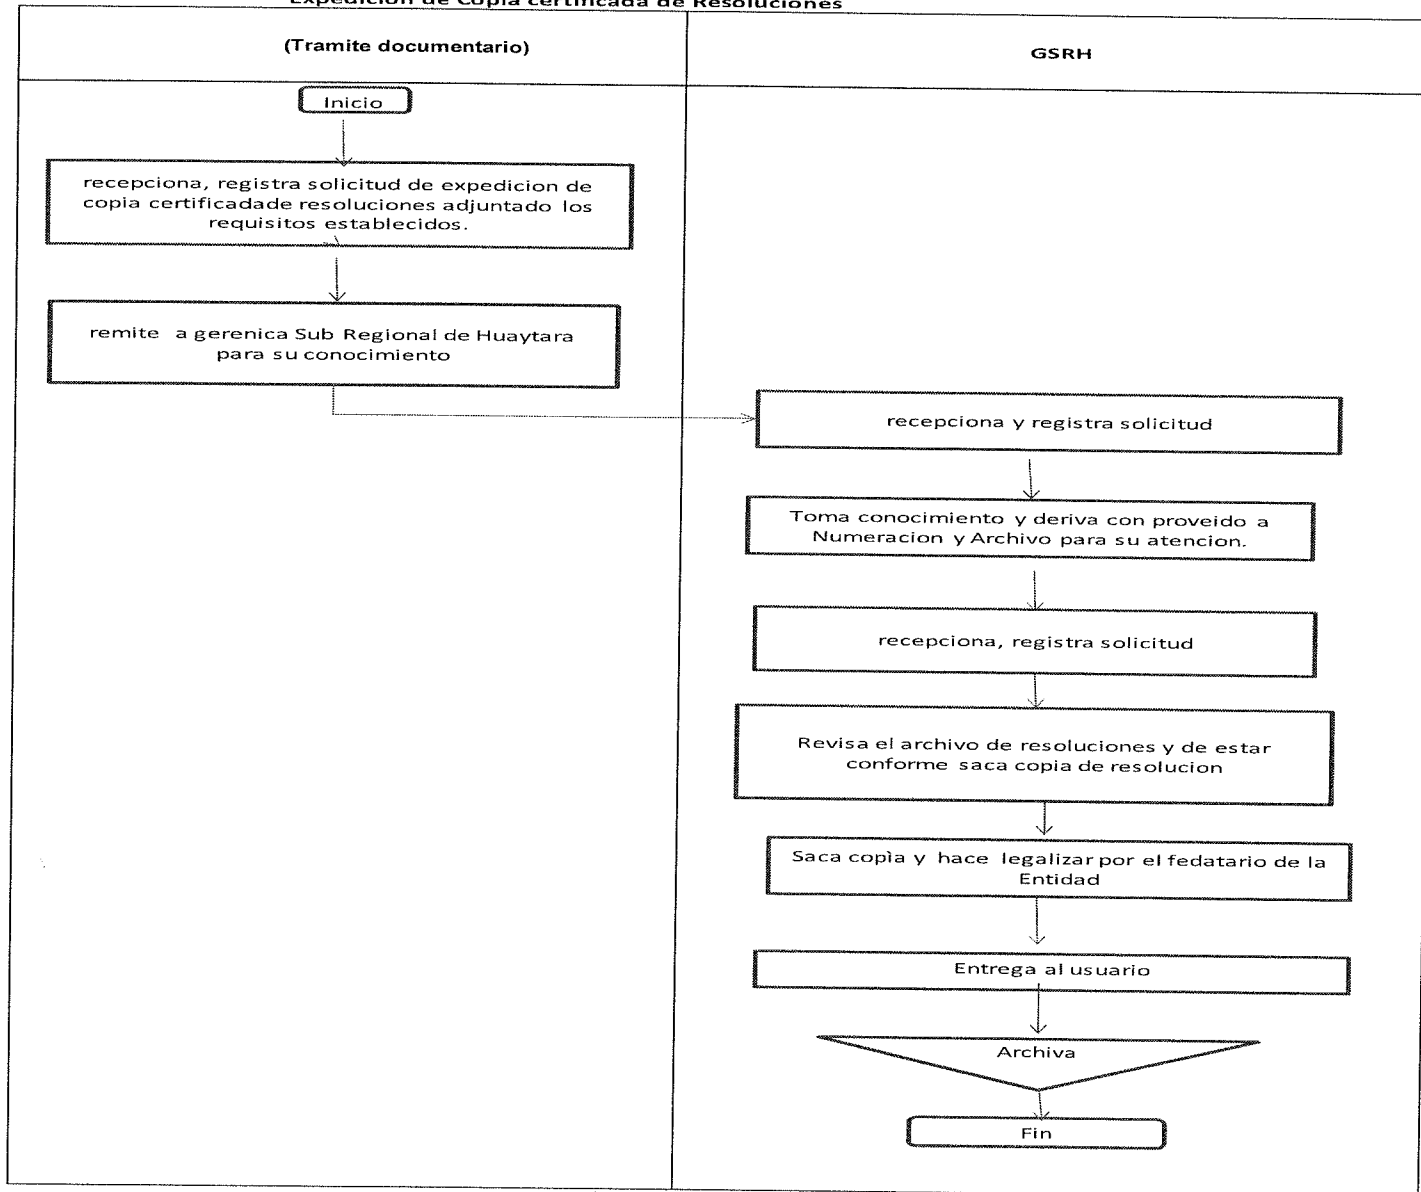 Expedicion de Copia certificada de Resoluciones
(Tramite documentario)
GSRH
Inicio
recepciona, registra solicitud de expedicion de
copia certificadade resoluciones adjuntado los
requisitos establecidos.
remite a gerenica Sub Regional de Huaytara
para su conocimiento
recepciona y registra solicitud
Toma conocimiento y deriva con proveido a
Numeracion y Archivo para su atencion.
recepciona, registra solicitud
Revisa el archivo de resoluciones y de estar
conforme saca copia de resolucion
Saca copìa y hace legalizar por el fedatario de la
Entidad
Entrega al usuario
Archiva
Fin